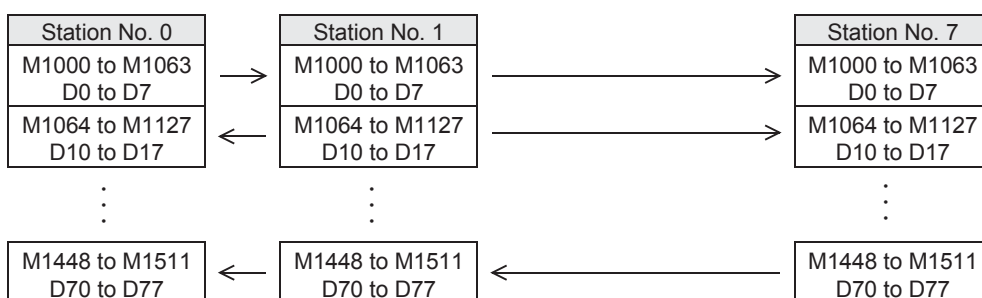 Station No. 0
Station No. 1
Station No. 7
M1000 to M1063
D0 to D7
M1000 to M1063
D0 to D7
M1000 to M1063
D0 to D7
M1064 to M1127
D10 to D17
M1064 to M1127
D10 to D17
M1064 to M1127
D10 to D17
M1448 to M1511
D70 to D77
M1448 to M1511
D70 to D77
M1448 to M1511
D70 to D77